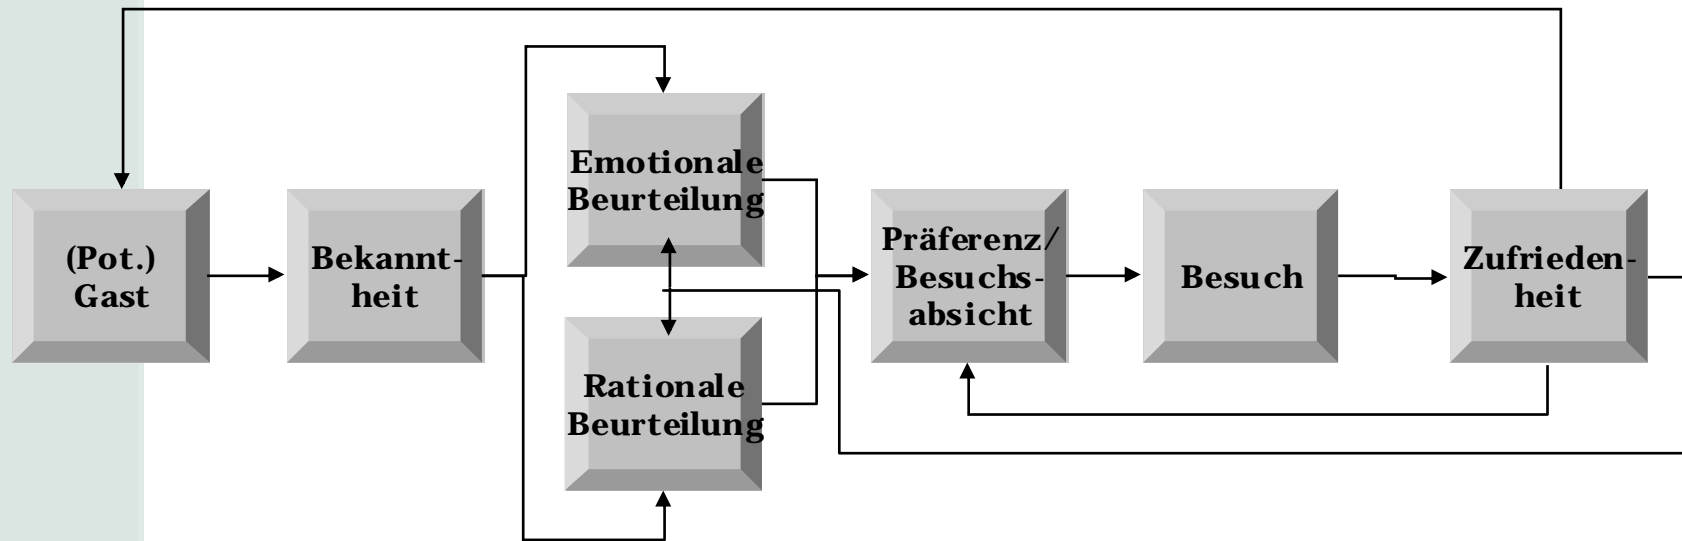 (Pot.)
Gast
Bekannt-
heit
Emotionale
Beurteilung
Rationale
Beurteilung
Präferenz/
Besuchs-
absicht
Besuch
Zufrieden-
heit